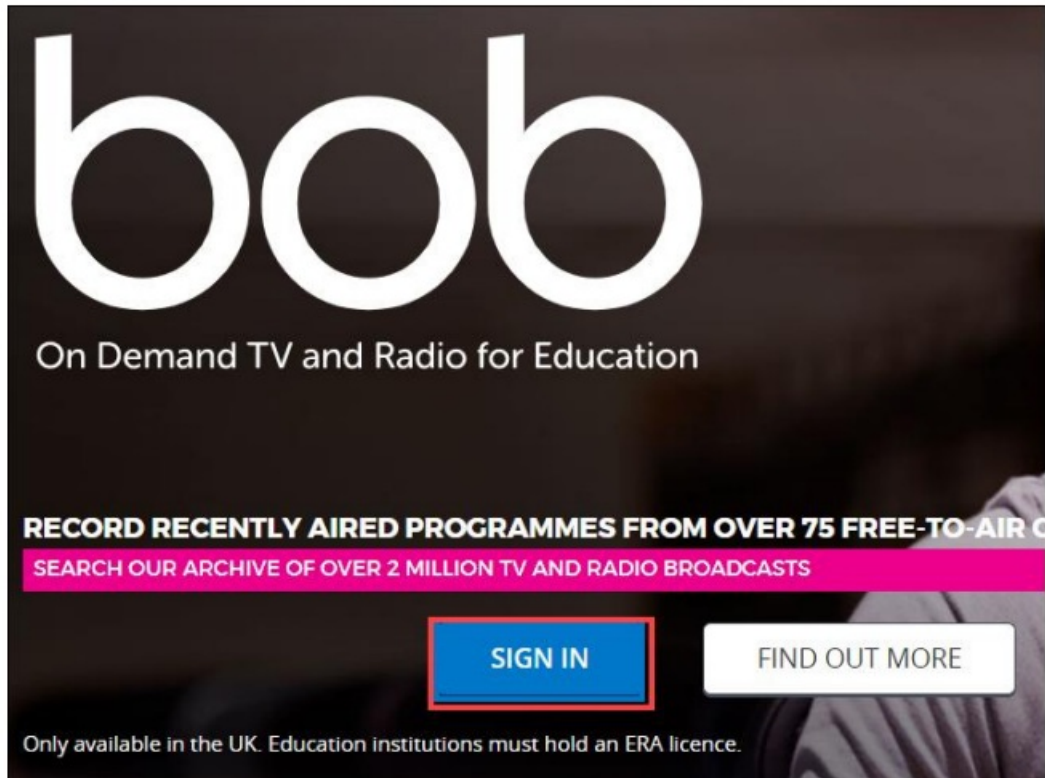 bob
On Demand TV and Radio for Education
RECORD RECENTLY AIRED PROGRAMMES FROM OVER 75 FREE-TO-AIR
SEARCH OUR ARCHIVE OF OVER 2 MILLION TV AND RADIO BROADCASTS
SIGN IN
FIND OUT MORE
Only available in the UK. Education institutions must hold an ERA licence.